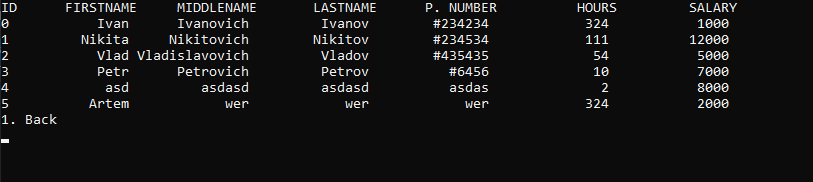 ID FIRSTNAME MIDDLENAME LASTNAME P. NUMBER HOURS SALARY
0 Ivan Ivanovich Ivanov #234234 324 1000
1 Nikita Nikitovich Nikitov #234534 111 12000
2 Vlad Vladislavovich Vladov #435435 54 5000
3 Petr Petrovich Petrov #6456 10 7000
4 asd asdasd asdasd asdas 2 8000
5 Artem wer wer wer 324 2000
1. Back